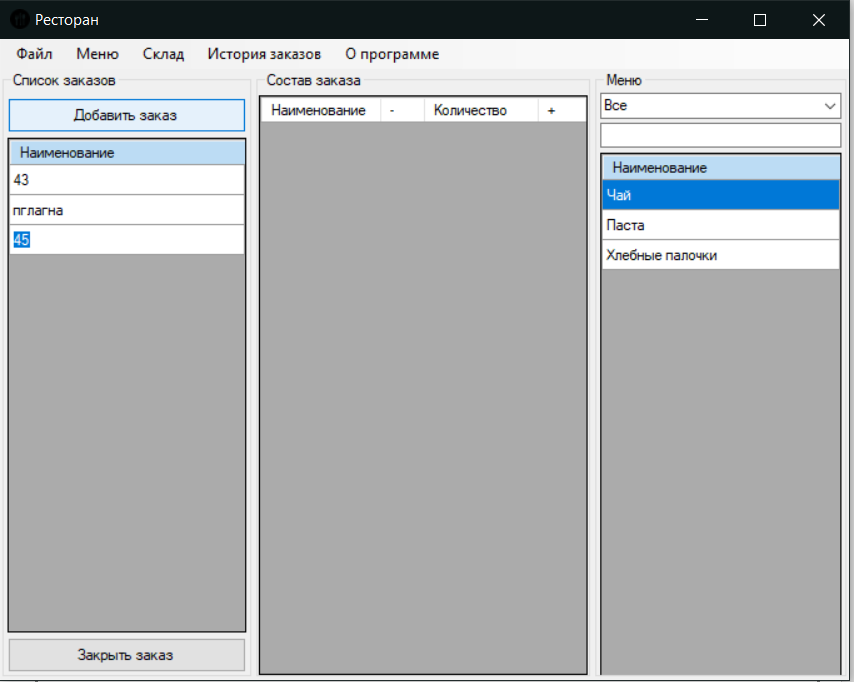 Ресторан
Файл Меню Склад История заказов О программе
Список заказов
Добавить заказ
Наименование
43
пглагна
45
Закрыть заказ
Состав заказа
Наименование - Количество +
Меню
Все
Наименование
Чай
Паста
Хлебные палочки